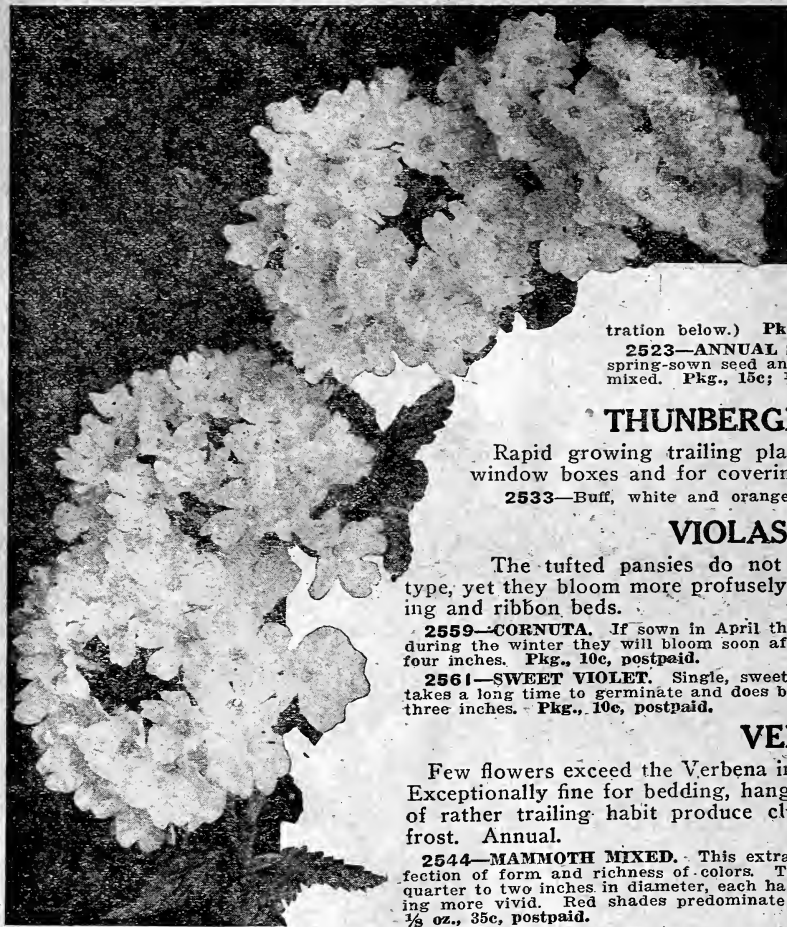 tration below.) Pk
2523—ANNUAL
spring-sown seed an
mixed. Pkg., 15c;
THUNBERGI
Rapid growing trailing pla
window boxes and for coverin
2533—Buff, white and orange
VIOLAS
The tufted pansies do not
type, yet they bloom more profusely
ing and ribbon beds.
2559—CORNUTA. If sown in April th
during the winter they will bloom soon af
four inches. Pkg., 10c, postpaid.
2561—SWEET VIOLET. Single, sweet
takes a long time to germinate and does b
three inches. Pkg., 10c, postpaid.
VE
Few flowers exceed the Verbena i
Exceptionally fine for bedding, hang
of rather trailing habit produce cl
frost. Annual.
2544—MAMMOTH MIXED. This extra
fection of form and richness of colors. T
quarter to two inches in diameter, each ha
ing more vivid. Red shades predominate
⅛ oz., 35c, postpaid.